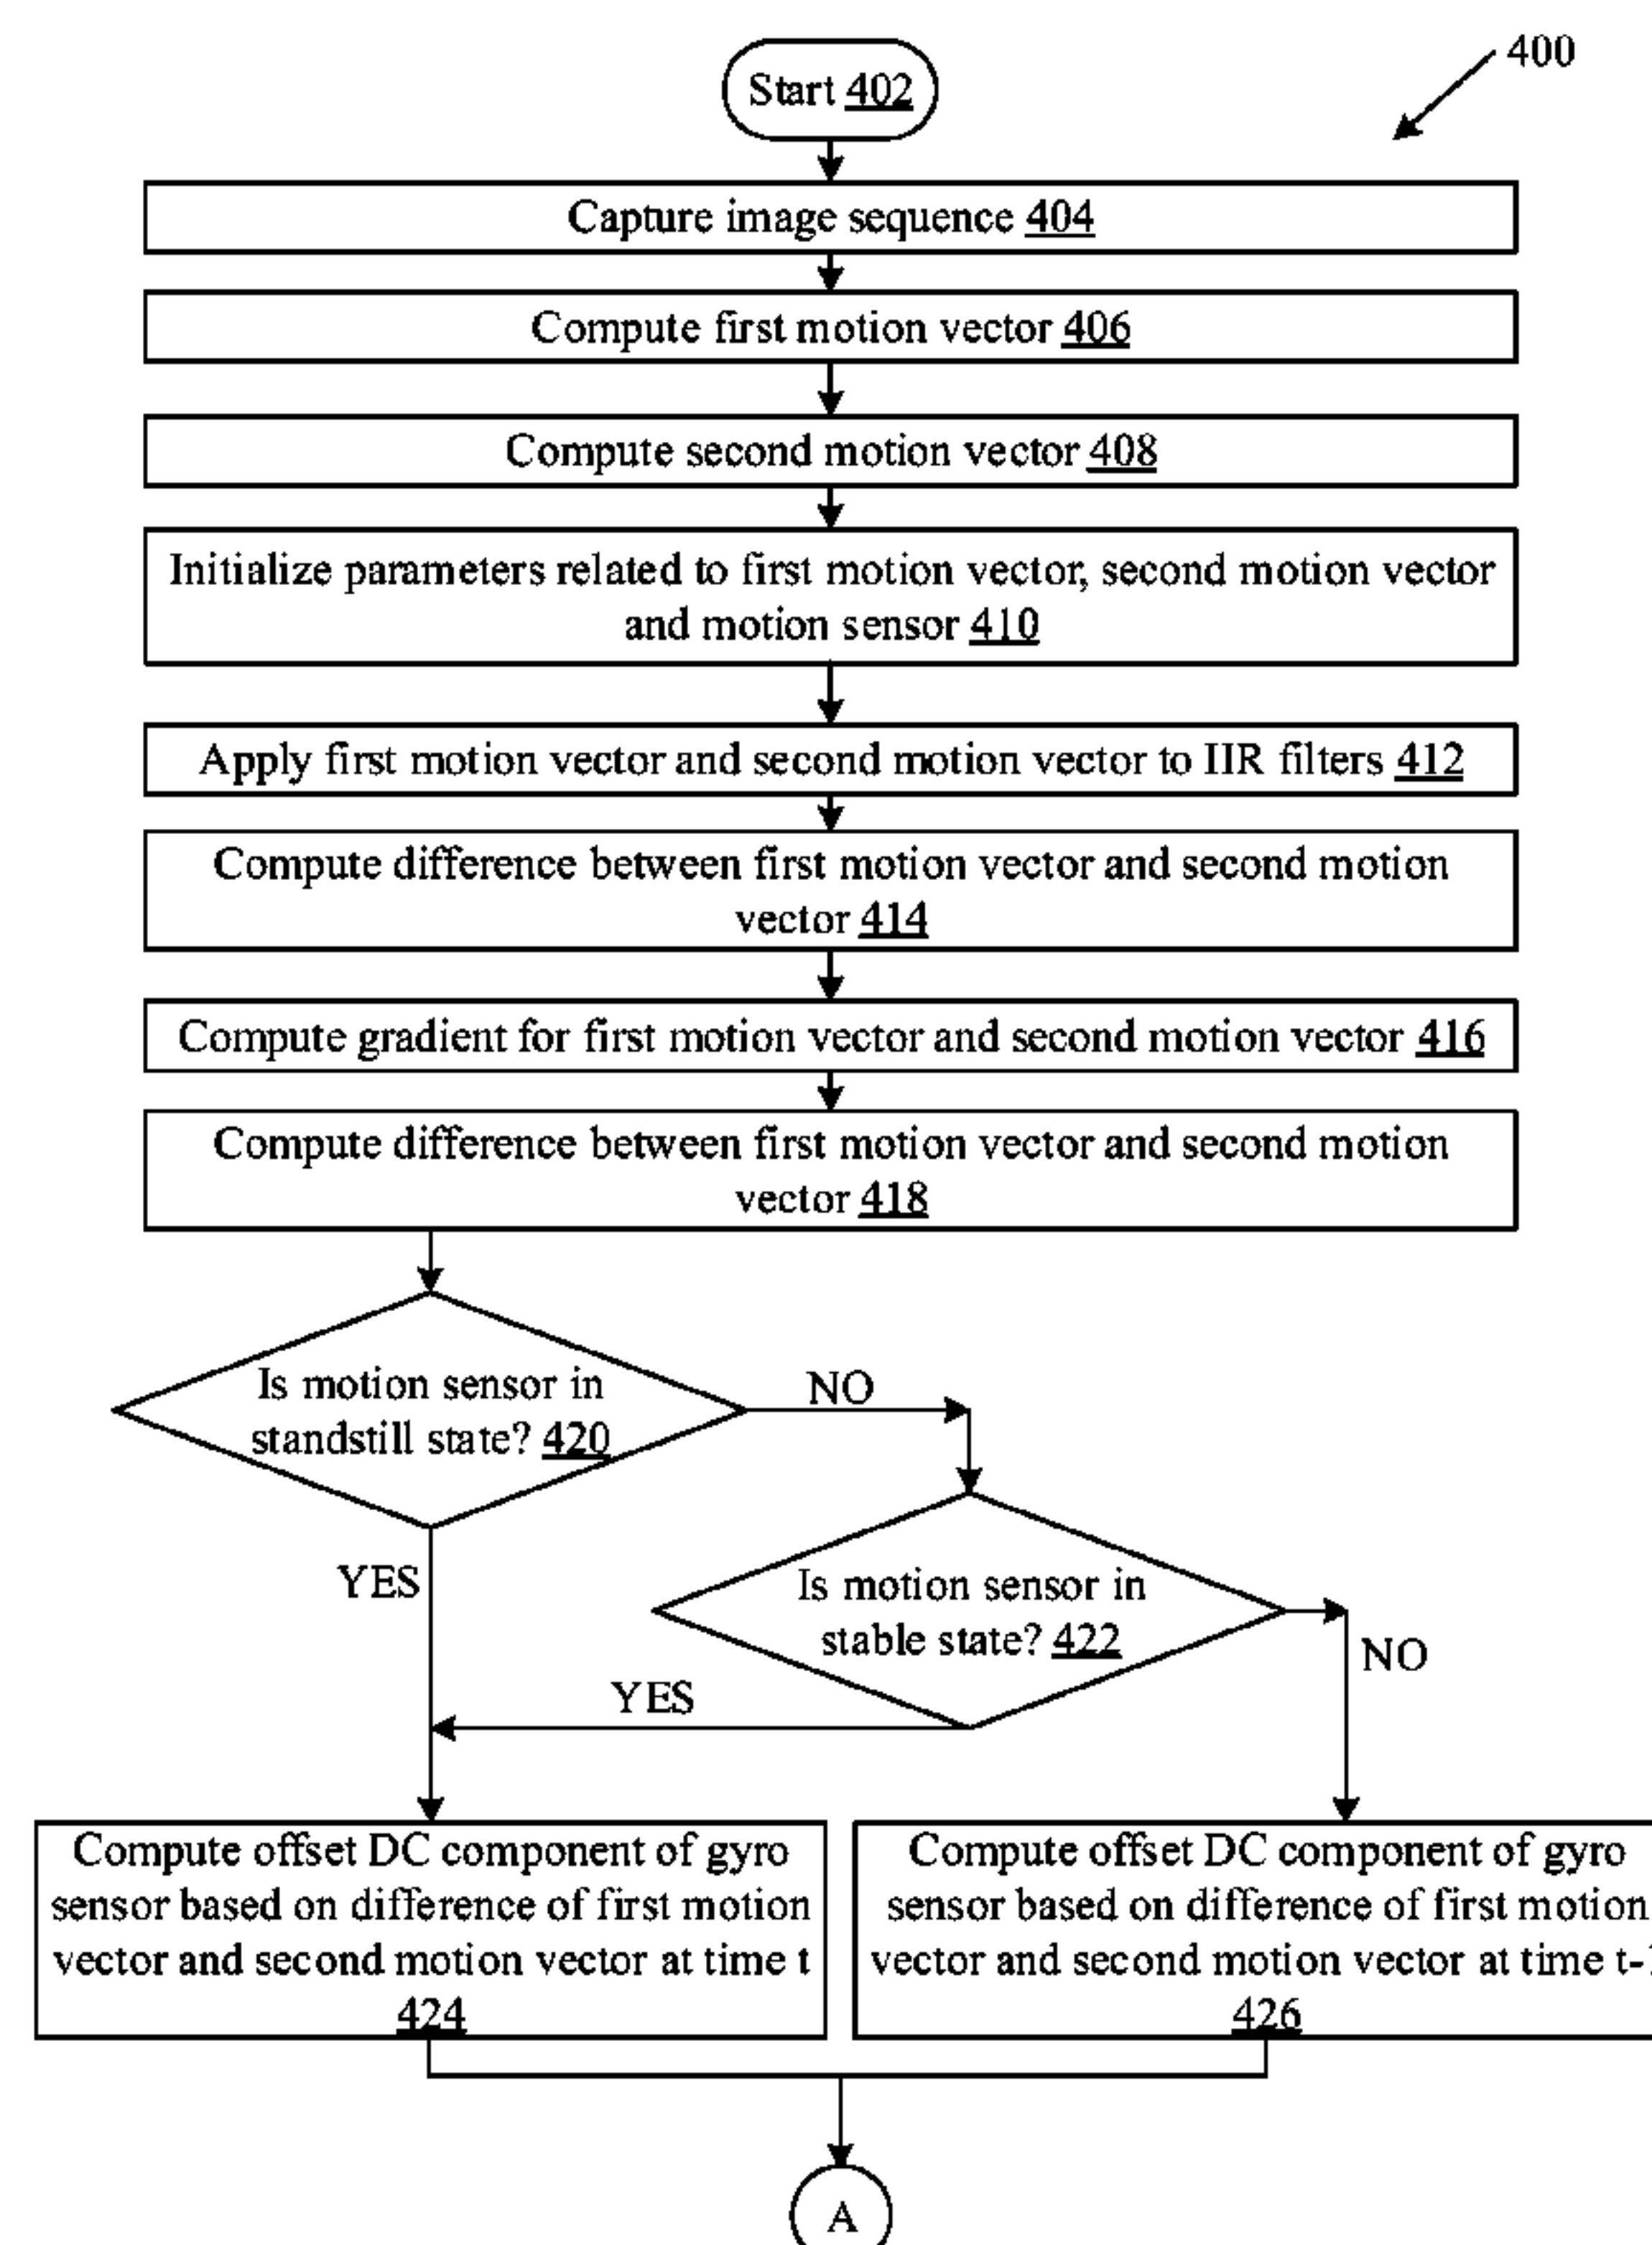 400
Start 402
Capture image sequence 404
Compute first motion vector 406
Compute second motion vector 408
Initialize parameters related to first motion vector, second motion vector
and motion sensor 410
Apply first motion vector and second motion vector to IIR filters 412
Compute difference between first motion vector and second motion
vector 414
Compute gradient for first motion vector and second motion vector 416
Compute difference between first motion vector and second motion
vector 418
Is motion sensor in
standstill state? 420
NO
YES
Is motion sensor in
stable state? 422
NO
YES
Compute offset DC component of gyro
sensor based on difference of first motion
vector and second motion vector at time t
424
Compute offset DC component of gyro
sensor based on difference of first motion
vector and second motion vector at time
426
A